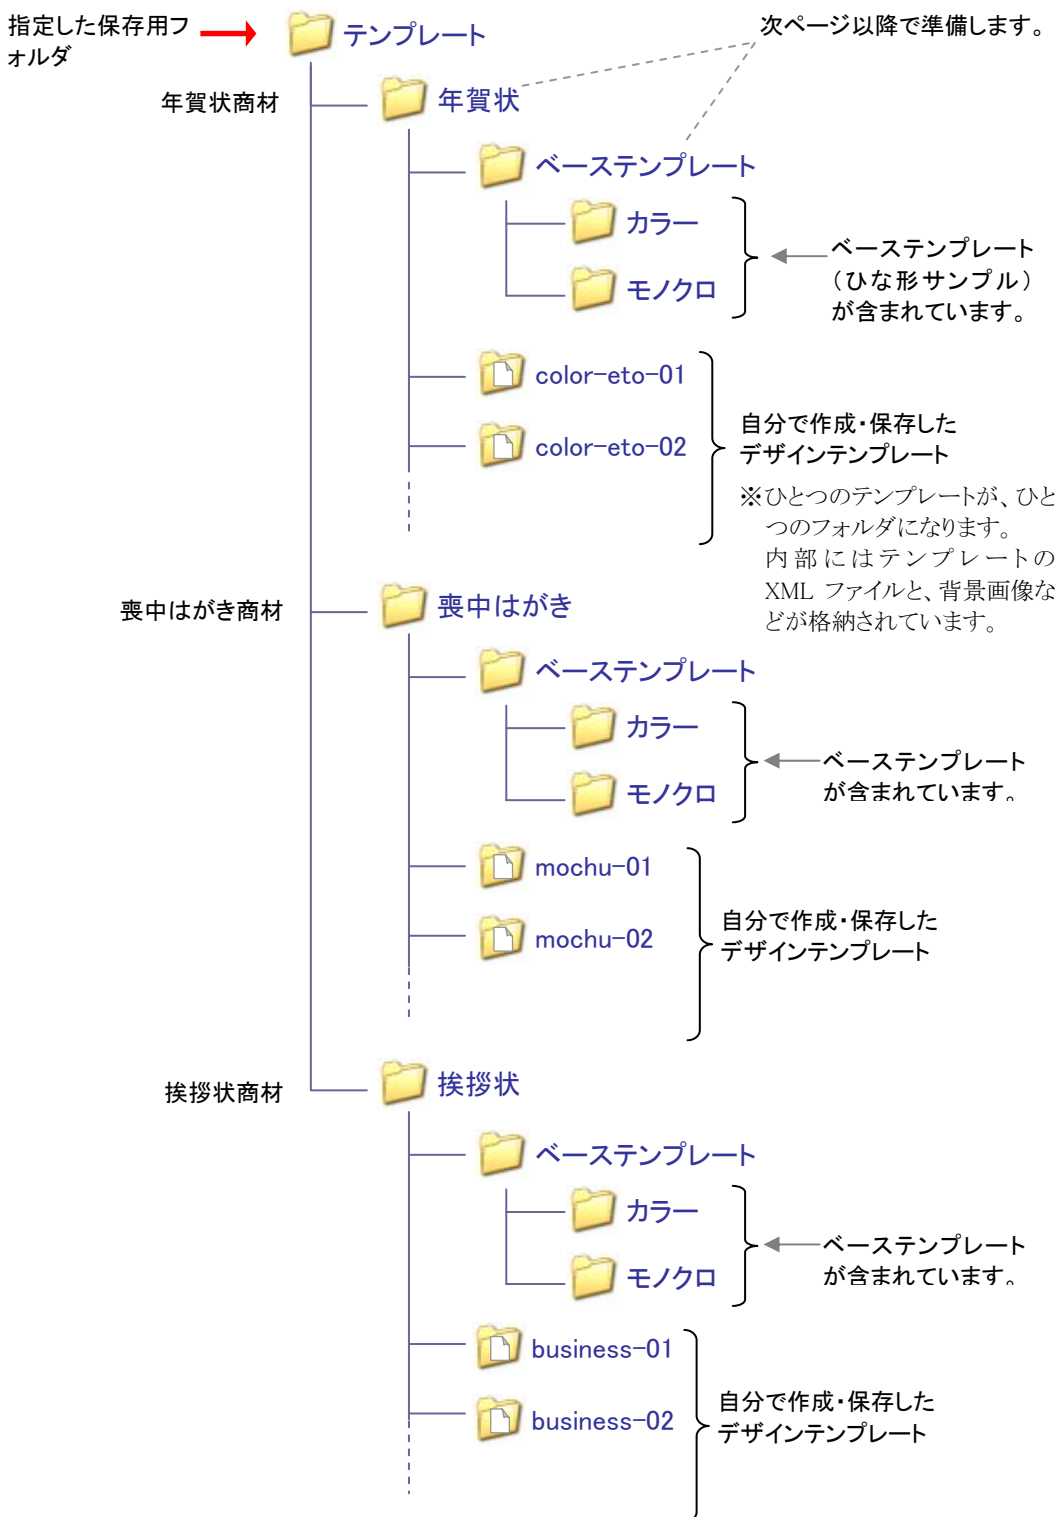 指定した保存用フ
ォルダ
テンプレート
次ページ以降で準備します。
年賀状商材
年賀状
ベーステンプレート
カラー
モノクロ
ベーステンプレート
（ひな形サンプル）
が含まれています。
color-eto-01
color-eto-02
自分で作成・保存した
デザインテンプレート
※ひとつのテンプレートが、ひと
つのフォルダになります。
内部にはテンプレートの
XML ファイルと、背景画像な
どが格納されています。
喪中はがき商材
喪中はがき
ベーステンプレート
カラー
モノクロ
ベーステンプレート
が含まれています。
mochu-01
mochu-02
自分で作成・保存した
デザインテンプレート
挨拶状商材
挨拶状
ベーステンプレート
カラー
モノクロ
ベーステンプレート
が含まれています。
business-01
business-02
自分で作成・保存した
デザインテンプレート